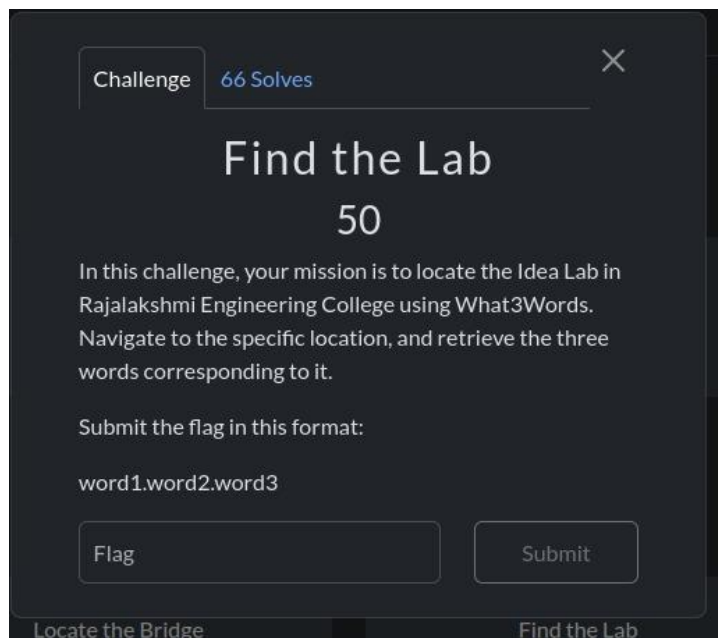 Challenge 66 Solves
Find the Lab
50
In this challenge, your mission is to locate the Idea Lab in
Rajalakshmi Engineering College using What3Words.
Navigate to the specific location, and retrieve the three
words corresponding to it.
Submit the flag in this format:
word1.word2.word3
Flag Submit
Locate the Bridge Find the Lab